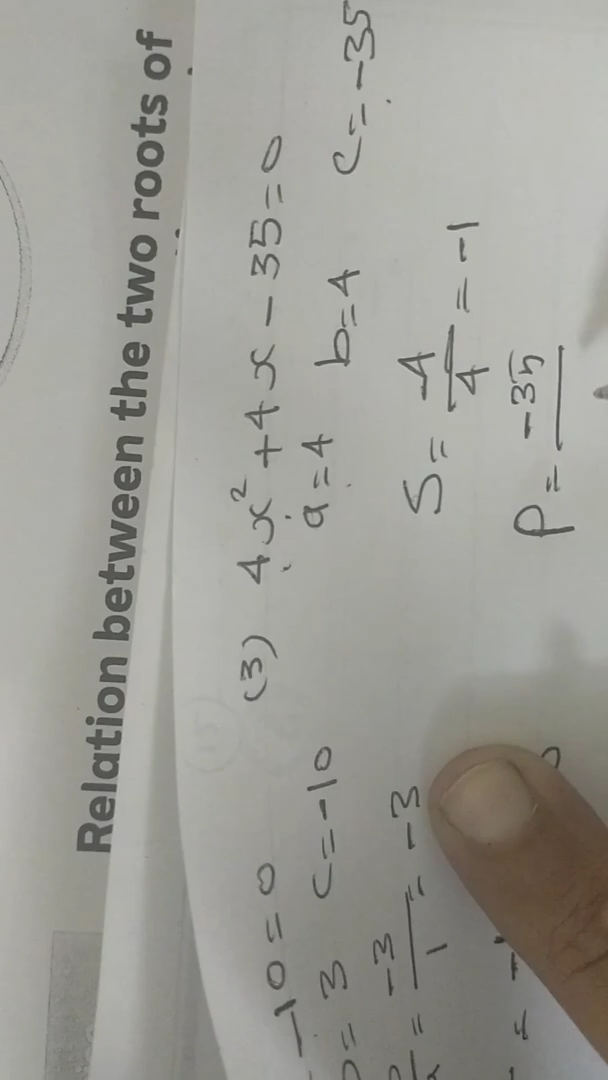 Relation between the two roots of
(3) 4x² + 4x - 35 = 0
a = 4 b = 4 c = -35
S = -4/4 = -1
P = -35/
-10 = 0
= 3 c = -10
= -3/1 = -3